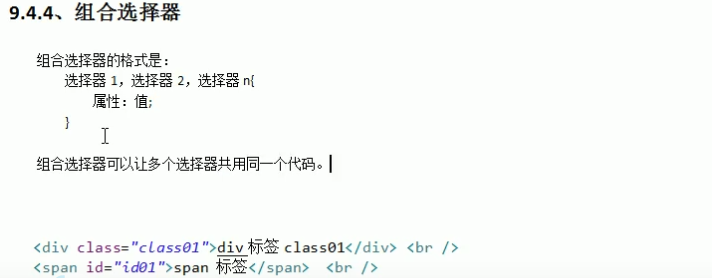 9.4.4、组合选择器
组合选择器的格式是：
选择器 1，选择器 2，选择器 n{
属性：值;
}
组合选择器可以让多个选择器共用同一个代码。
<div class="class01">div 标签 class01</div> <br />
<span id="id01">span 标签</span> <br />